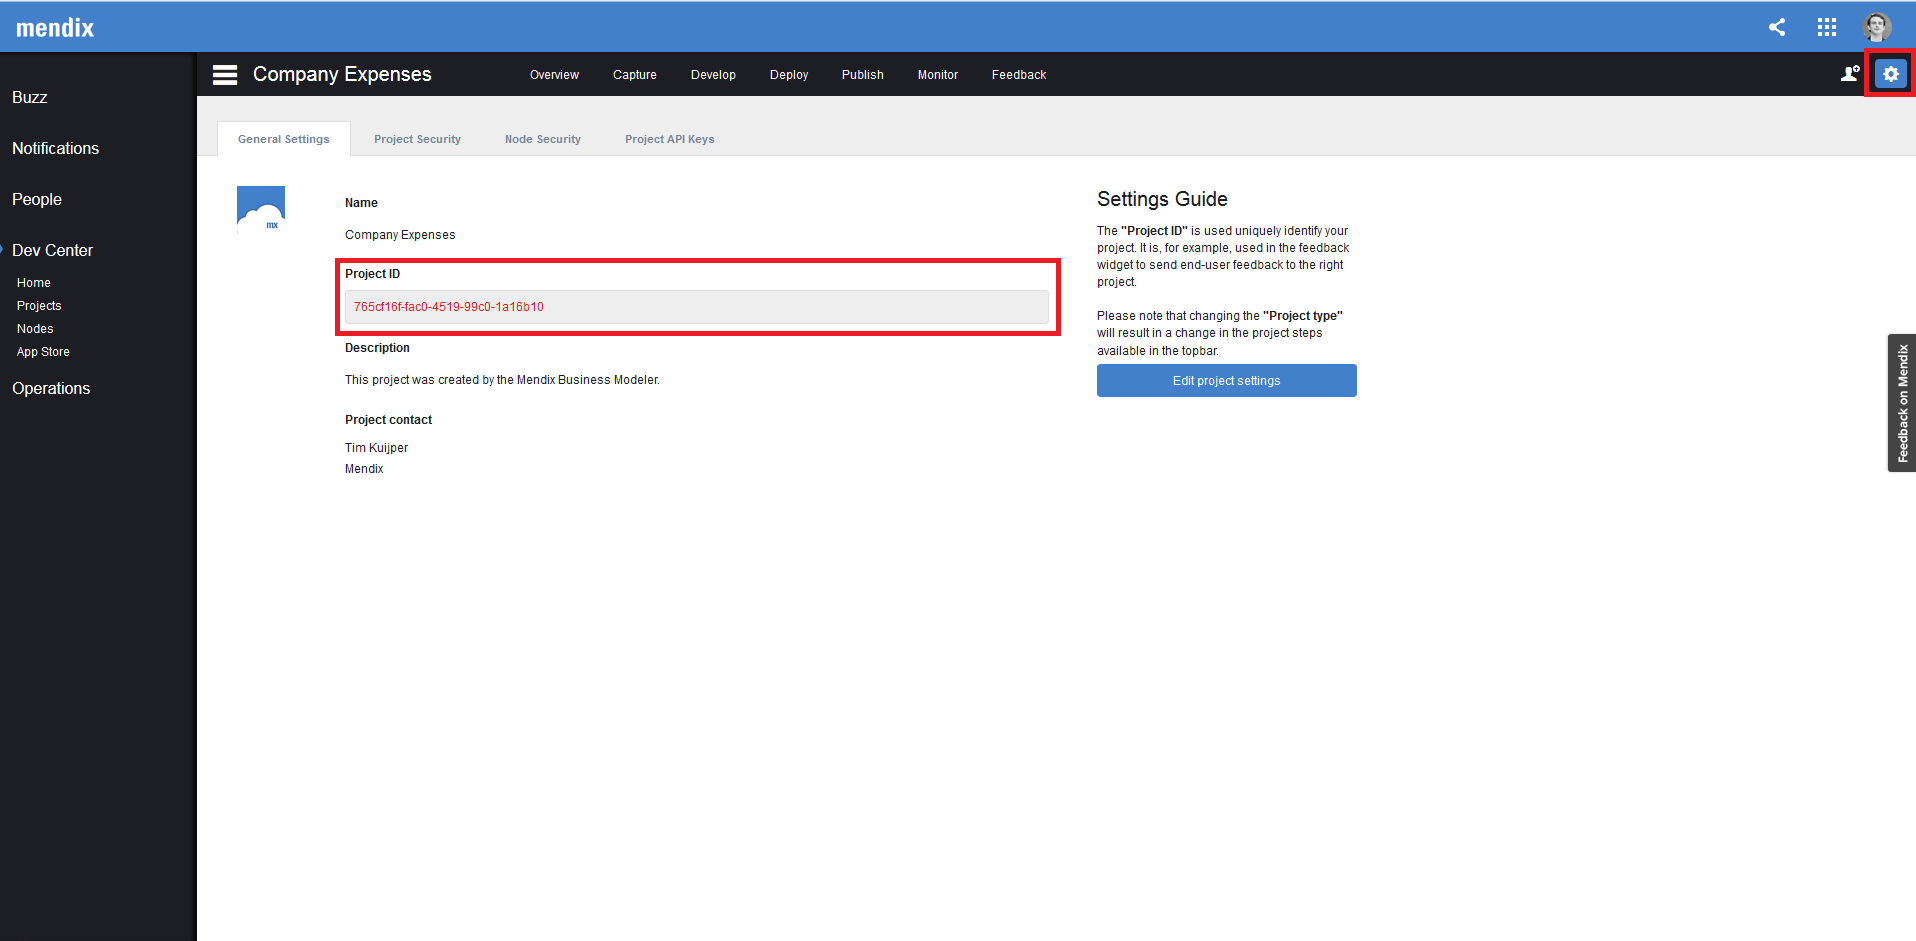 mendix
Company Expenses
Overview
Capture
Develop
Deploy
Publish
Monitor
Feedback
Buzz
Notifications
People
Dev Center
Home
Projects
Nodes
App Store
Operations
General Settings
Project Security
Node Security
Project API Keys
mx
Name
Company Expenses
Project ID
765cf16f-fac0-4519-99c0-1a16b10
Description
This project was created by the Mendix Business Modeler.
Project contact
Tim Kuijper
Mendix
Settings Guide
The "Project ID" is used uniquely identify your
project. It is, for example, used in the feedback
widget to send end-user feedback to the right
project.
Please note that changing the "Project type"
will result in a change in the project steps
available in the topbar.
Edit project settings
Feedback on Mendix